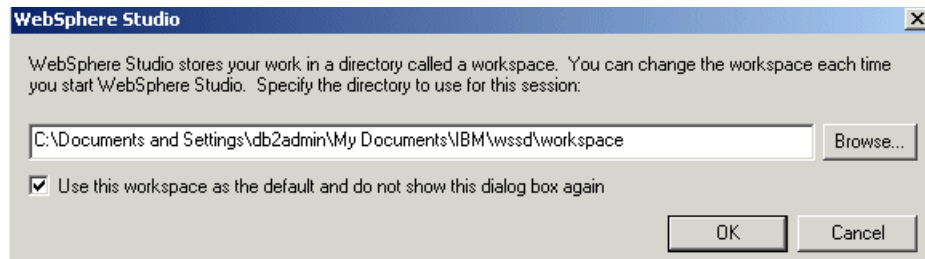 WebSphere Studio
WebSphere Studio stores your work in a directory called a workspace. You can change the workspace each time
you start WebSphere Studio. Specify the directory to use for this session:
C:\Documents and Settings\db2admin\My Documents\IBM\wssd\workspace
Browse...
Use this workspace as the default and do not show this dialog box again
OK
Cancel